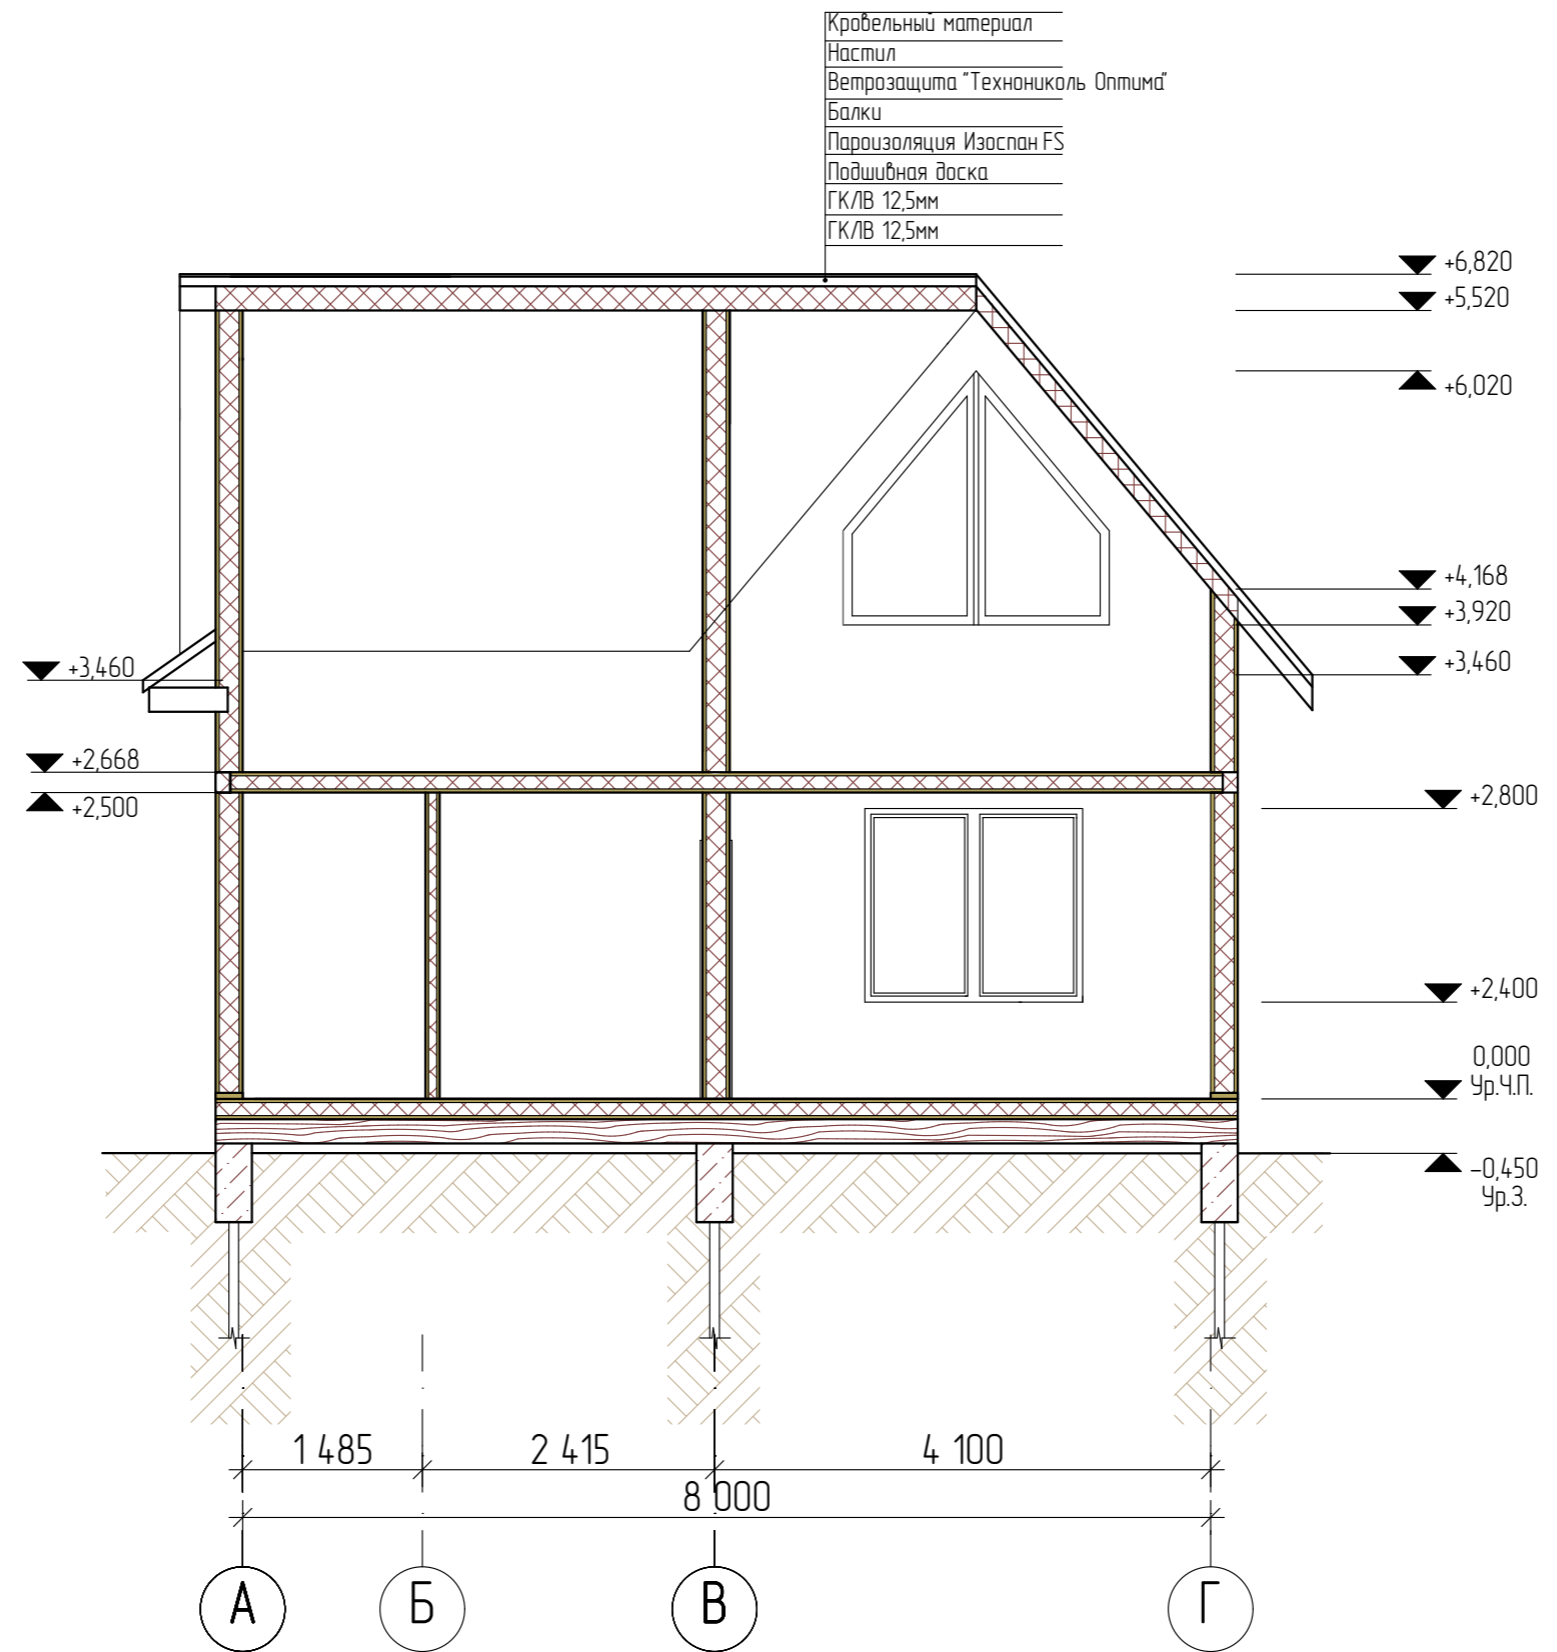 Кровельный материал
Настил
Ветрозащита "Технониколь Оптима"
Балки
Пароизоляция Изоспан FS
Подшивная доска
ГКЛВ 12,5мм
ГКЛВ 12,5мм
+6,820
+5,520
+6,020
+4,168
+3,920
+3,460
+3,460
+2,668
+2,500
+2,800
+2,400
0,000
Ур.Ч.П.
-0,450
Ур.З.
1 485
2 415
4 100
8 000
А
Б
В
Г